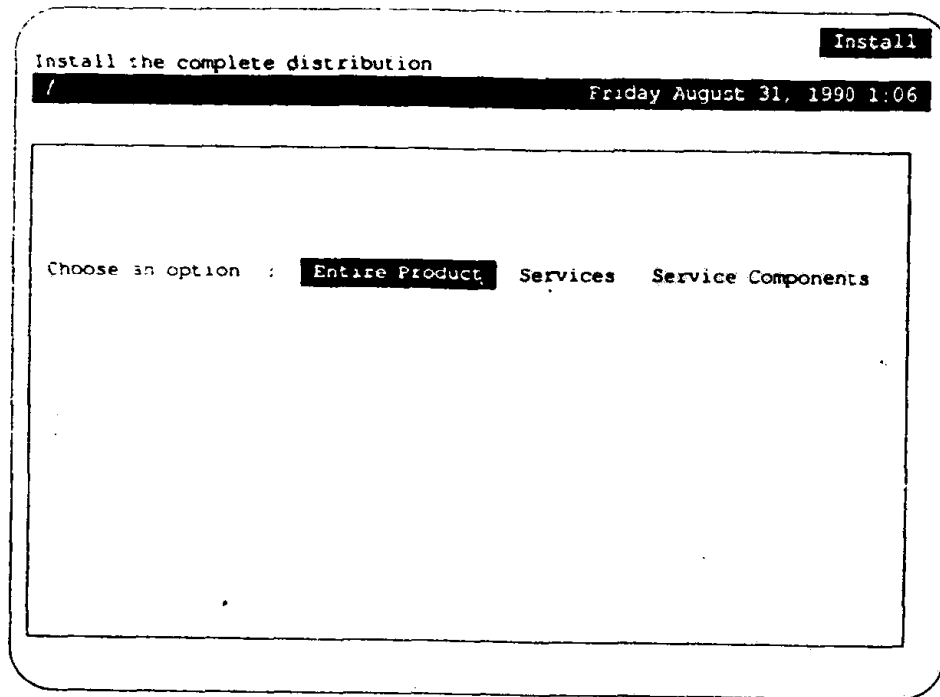 Install
Install the complete distribution
/ Friday August 31, 1990 1:06
Choose an option : Entire Product Services Service Components